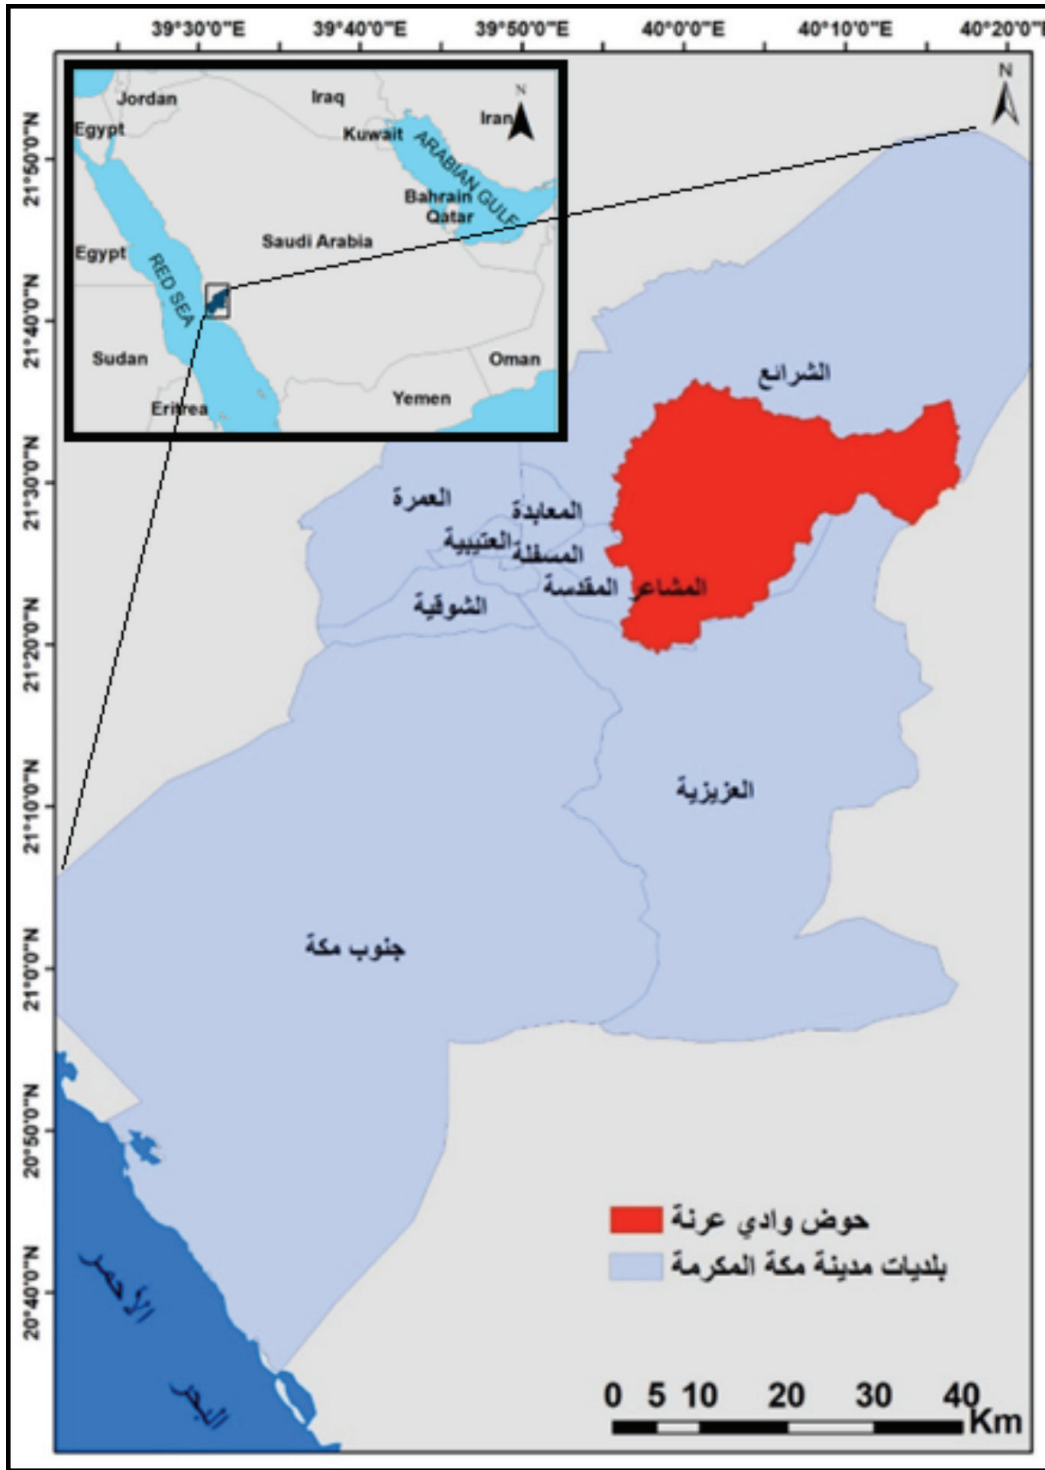 39°30'0"E 39°40'0"E 39°50'0"E 40°0'0"E 40°10'0"E 40°20'0"E
N
N
Jordan
Iraq
Iran
Egypt
Kuwait
ARABIAN GULF
Bahrain
Qatar
Saudi Arabia
Egypt
RED SEA
Sudan
Oman
Yemen
Eritrea
21°50'0"N
21°40'0"N
21°30'0"N
21°20'0"N
21°10'0"N
21°0'0"N
20°50'0"N
20°40'0"N
الشرائع
العمرة
المعابدة
العتيبية
المسفلة
المشاعر المقدسة
الشوقية
العزيزية
جنوب مكة
حوض وادي عرنة
بلديات مدينة مكة المكرمة
البحر الأحمر
0 5 10 20 30 40
Km